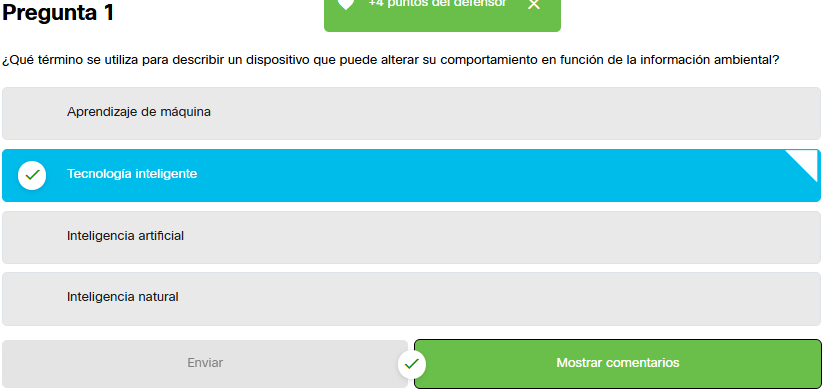 +4 puntos del defensor
Pregunta 1
¿Qué término se utiliza para describir un dispositivo que puede alterar su comportamiento en función de la información ambiental?
Aprendizaje de máquina
Tecnología inteligente
Inteligencia artificial
Inteligencia natural
Enviar
Mostrar comentarios